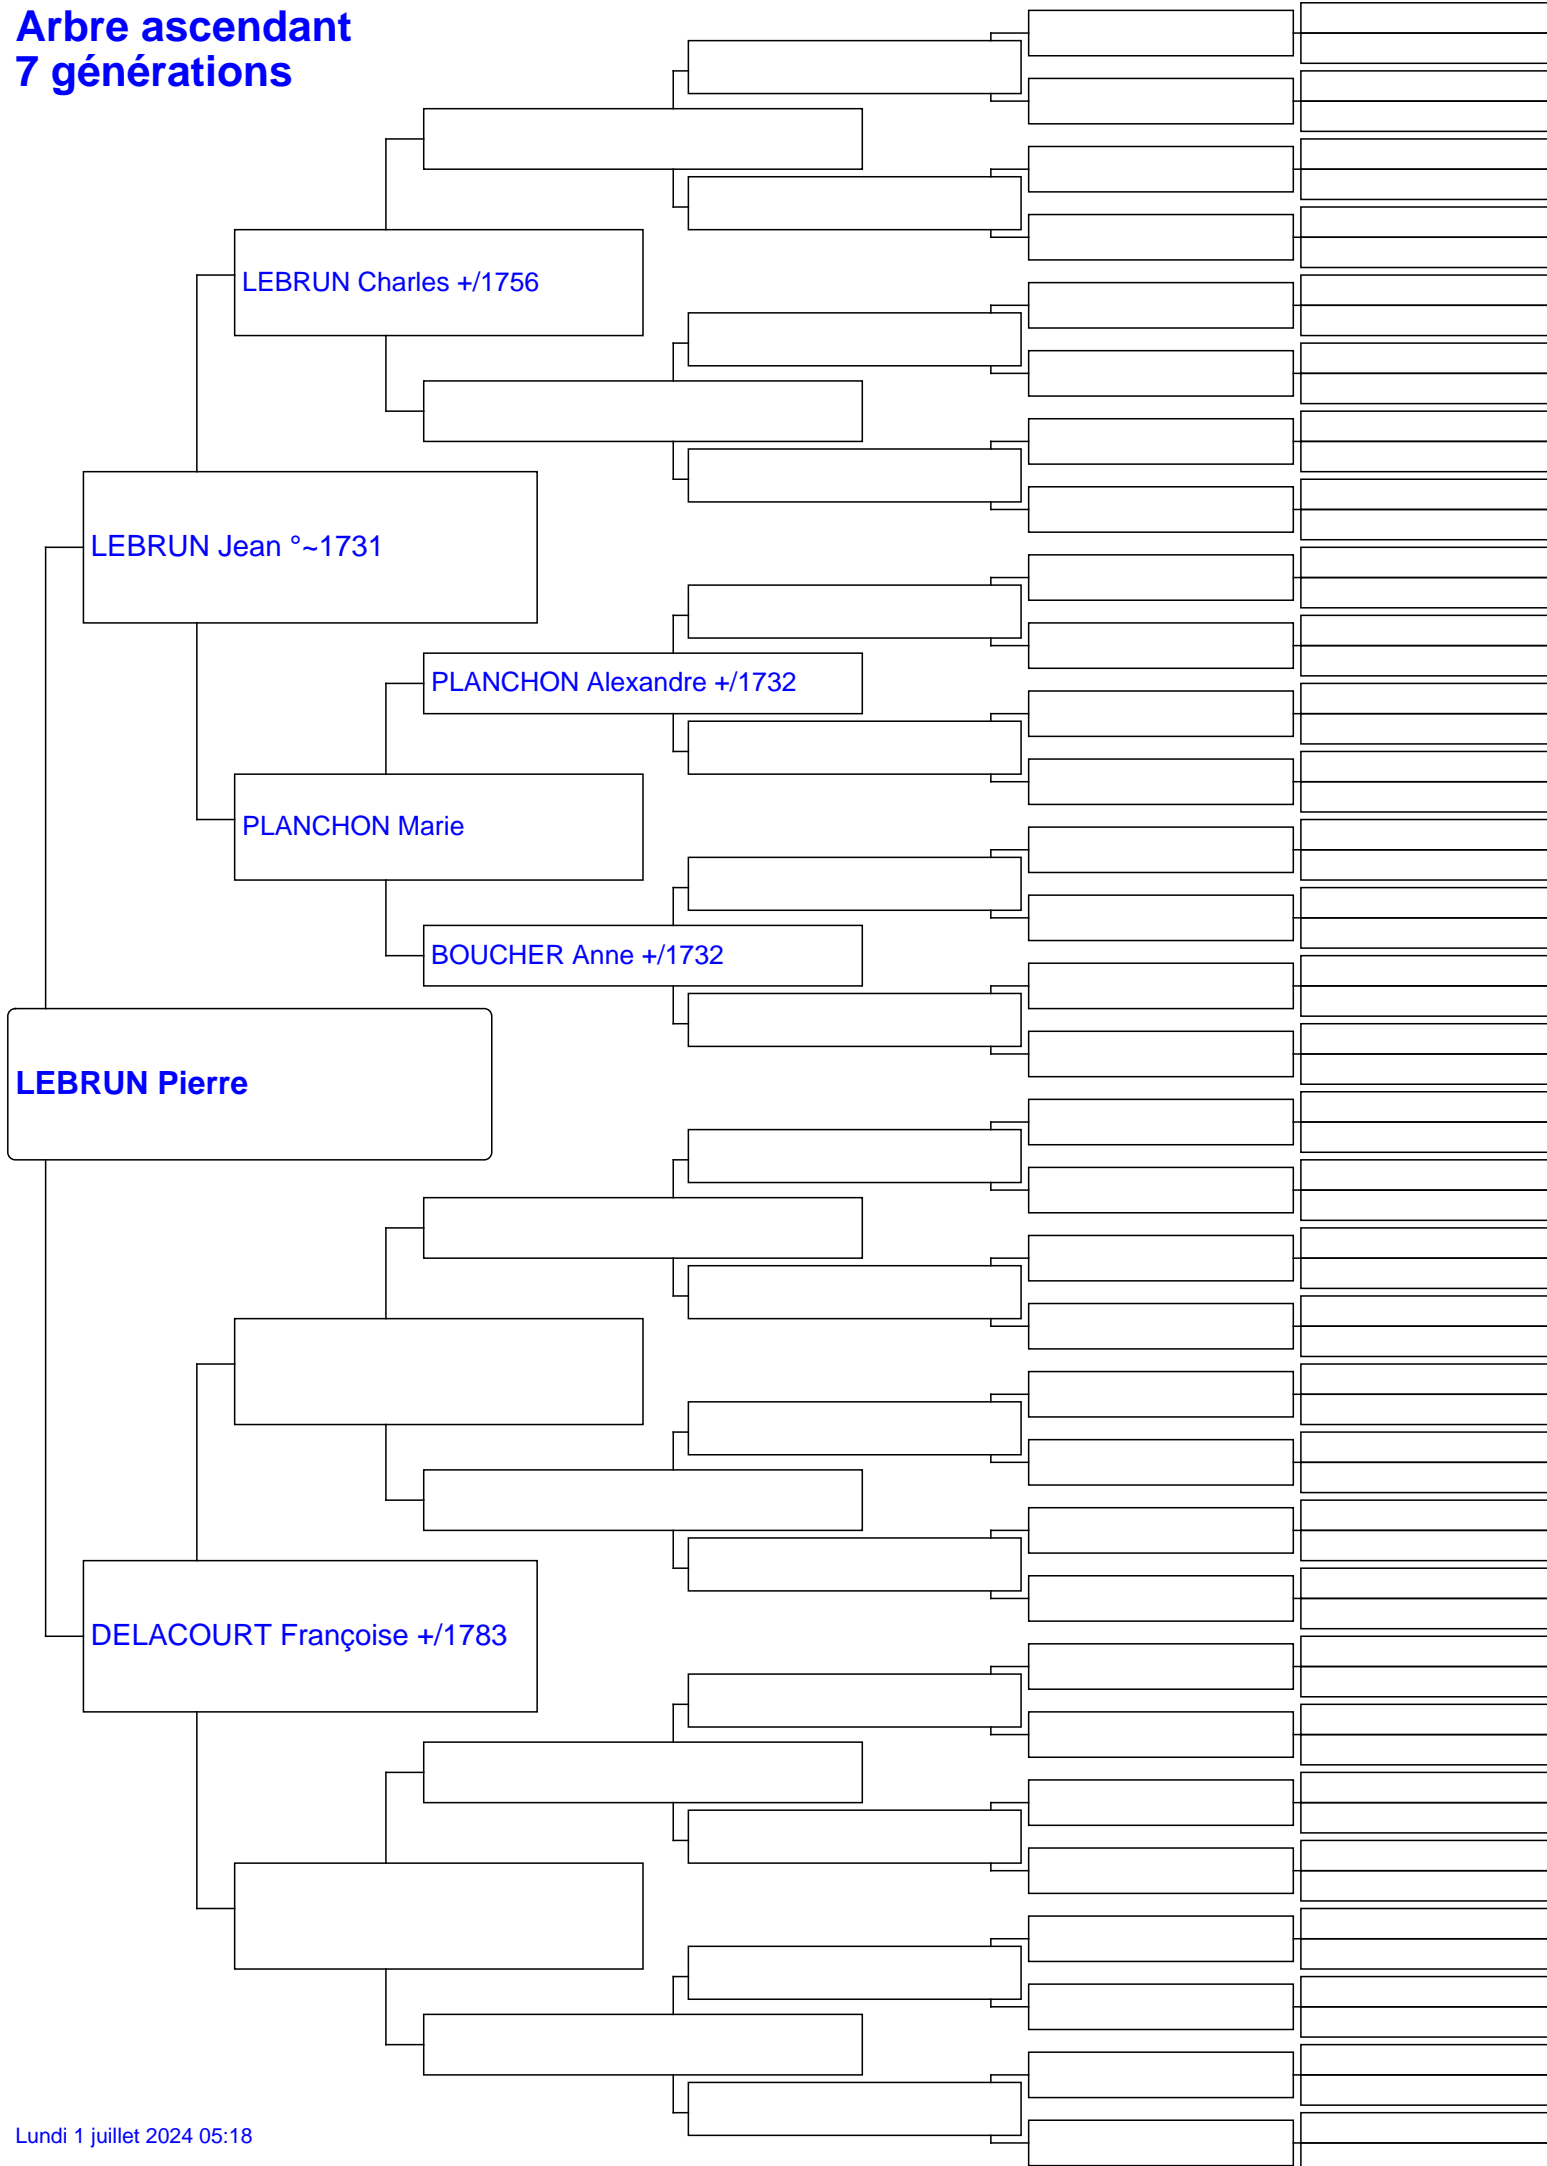 Arbre ascendant
7 générations
LEBRUN Charles +/1756
LEBRUN Jean °~1731
PLANCHON Alexandre +/1732
PLANCHON Marie
BOUCHER Anne +/1732
LEBRUN Pierre
DELACOURT Françoise +/1783
Lundi 1 juillet 2024 05:18